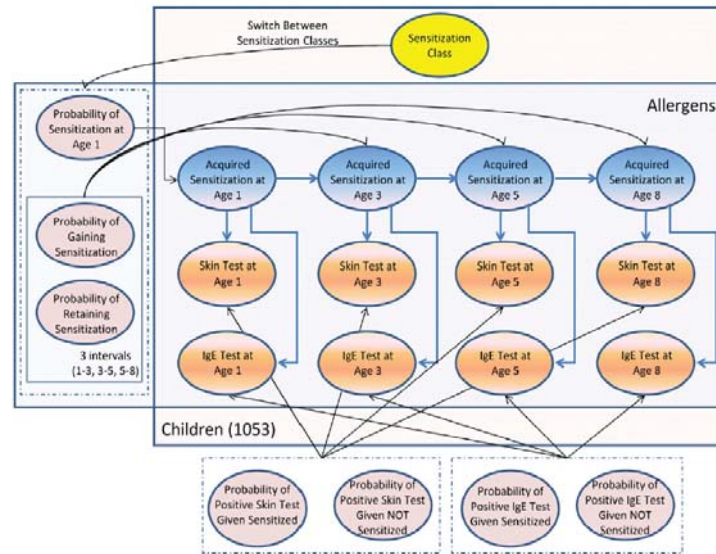 Switch Between
Sensitization Classes
Sensitization
Class
Allergens
Probability of
Sensitization at
Age 1
Acquired
Sensitization at
Age 1
Acquired
Sensitization at
Age 3
Acquired
Sensitization at
Age 5
Acquired
Sensitization at
Age 8
Probability of
Gaining
Sensitization
Skin Test at
Age 1
Skin Test at
Age 3
Skin Test at
Age 5
Skin Test at
Age 8
Probability of
Retaining
Sensitization
3 intervals
(1-3, 3-5, 5-8)
IgE Test at
Age 1
IgE Test at
Age 3
IgE Test at
Age 5
IgE Test at
Age 8
Children (1053)
Probability of
Positive Skin Test
Given Sensitized
Probability of
Positive Skin Test
Given NOT
Sensitized
Probability of
Positive IgE Test
Given Sensitized
Probability of
Positive IgE Test
Given NOT
Sensitized